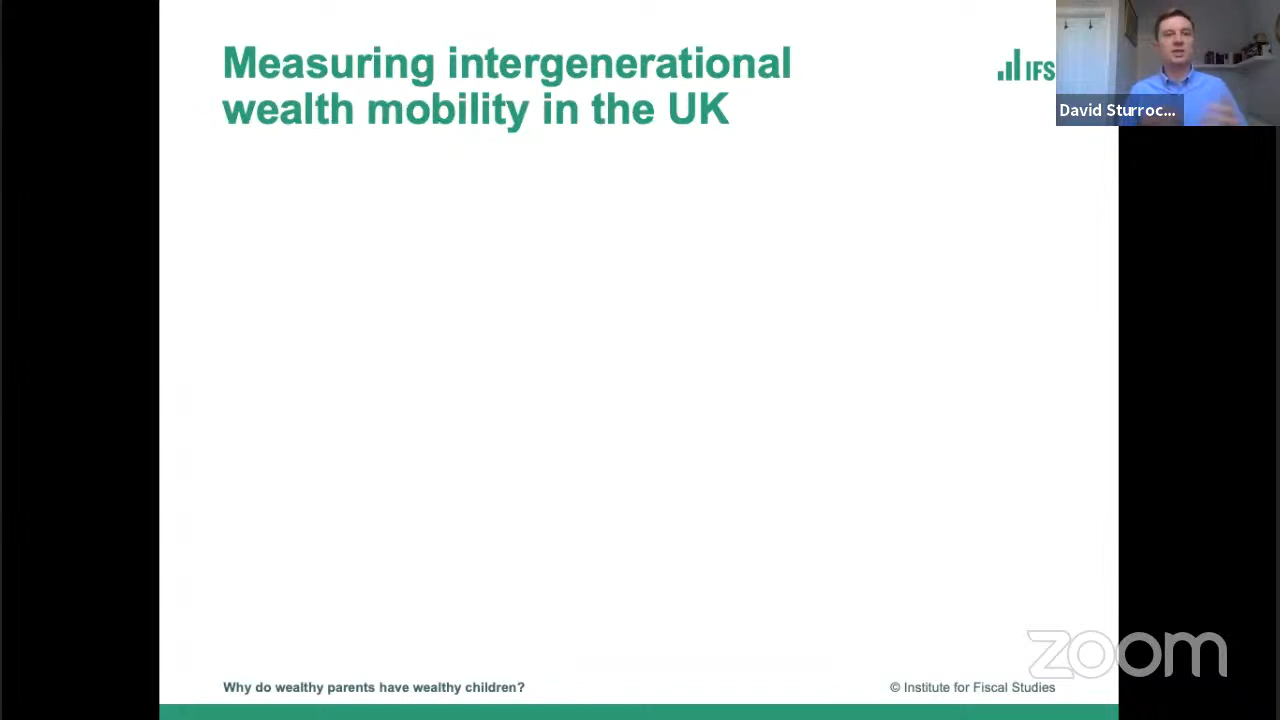 Measuring intergenerational
wealth mobility in the UK
IFS
David Sturroc...
zoom
Why do wealthy parents have wealthy children?
© Institute for Fiscal Studies